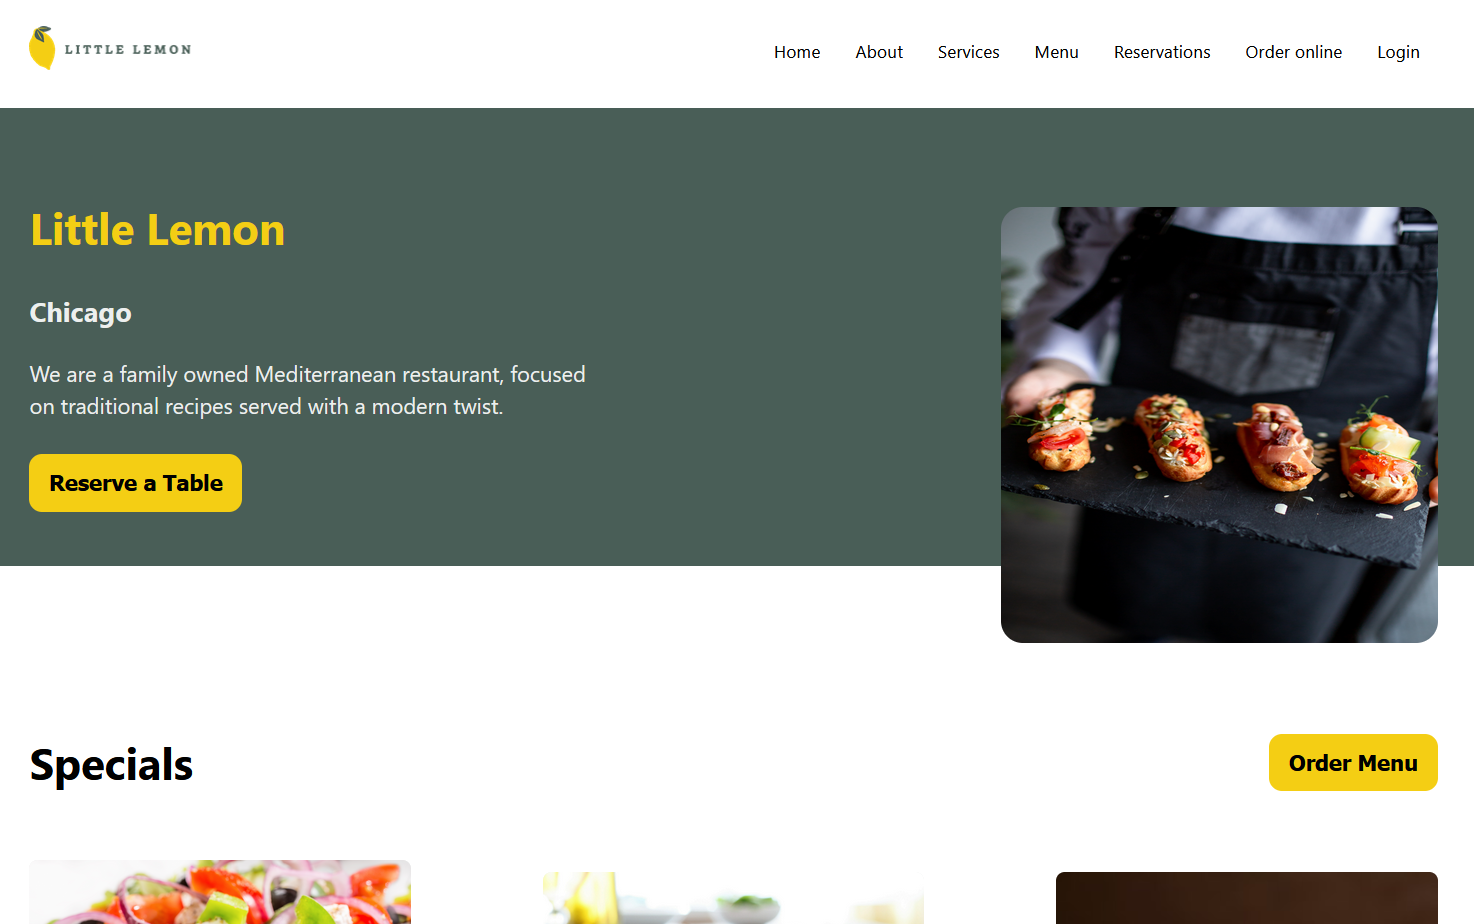 LITTLE LEMON
Home About Services Menu Reservations Order online Login
Little Lemon
Chicago
We are a family owned Mediterranean restaurant, focused
on traditional recipes served with a modern twist.
Reserve a Table
Specials
Order Menu